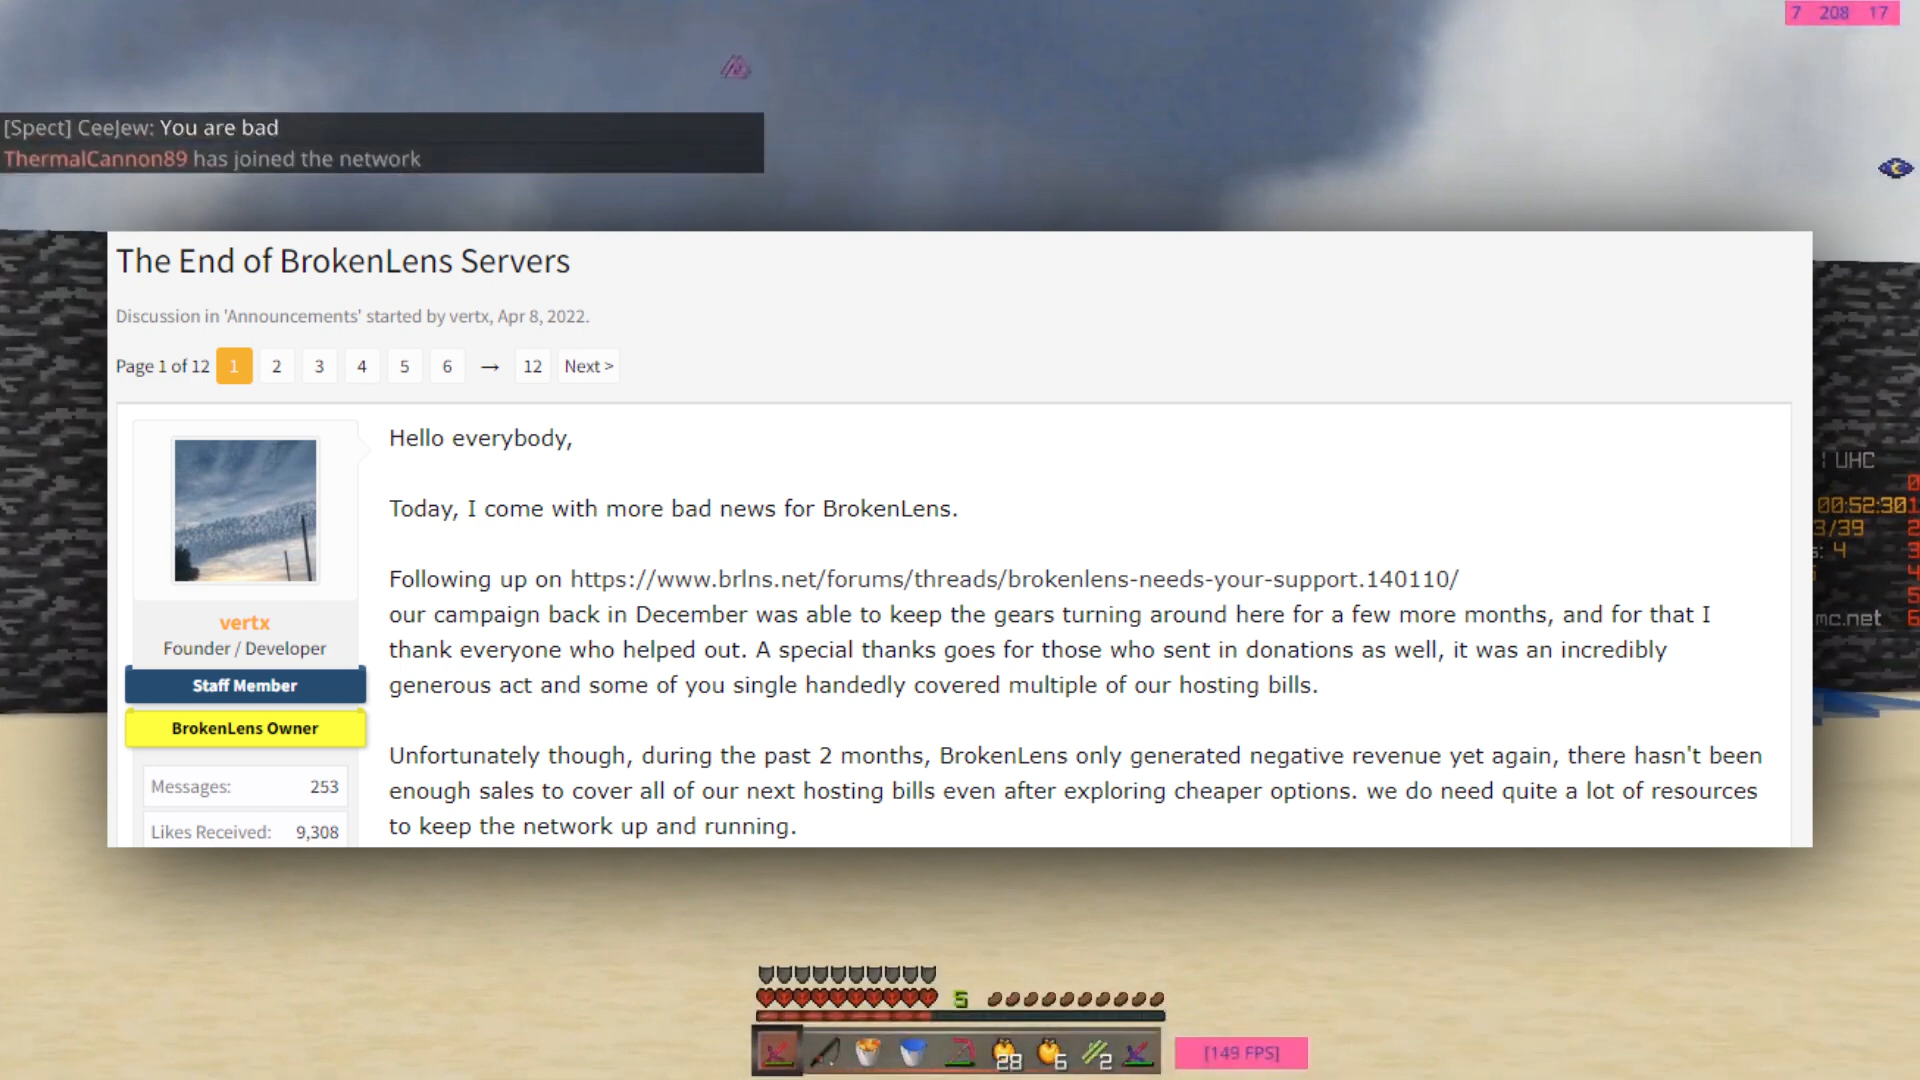 7 208 17
[Spect] CeeJew: You are bad
ThermalCannon89 has joined the network
The End of BrokenLens Servers
Discussion in 'Announcements' started by vertx, Apr 8, 2022.
Page 1 of 12 1 2 3 4 5 6 → 12 Next >
Hello everybody,
Today, I come with more bad news for BrokenLens.
Following up on https://www.brlns.net/forums/threads/brokenlens-needs-your-support.140110/
our campaign back in December was able to keep the gears turning around here for a few more months, and for that I
thank everyone who helped out. A special thanks goes for those who sent in donations as well, it was an incredibly
generous act and some of you single handedly covered multiple of our hosting bills.
Unfortunately though, during the past 2 months, BrokenLens only generated negative revenue yet again, there hasn't been
enough sales to cover all of our next hosting bills even after exploring cheaper options. we do need quite a lot of resources
to keep the network up and running.
vertx
Founder / Developer
Staff Member
BrokenLens Owner
Messages: 253
Likes Received: 9,308
UHC
00:52:30 1
3/39 2
4 3
4
5
mc.net 6
5
28 6 2
[149 FPS]